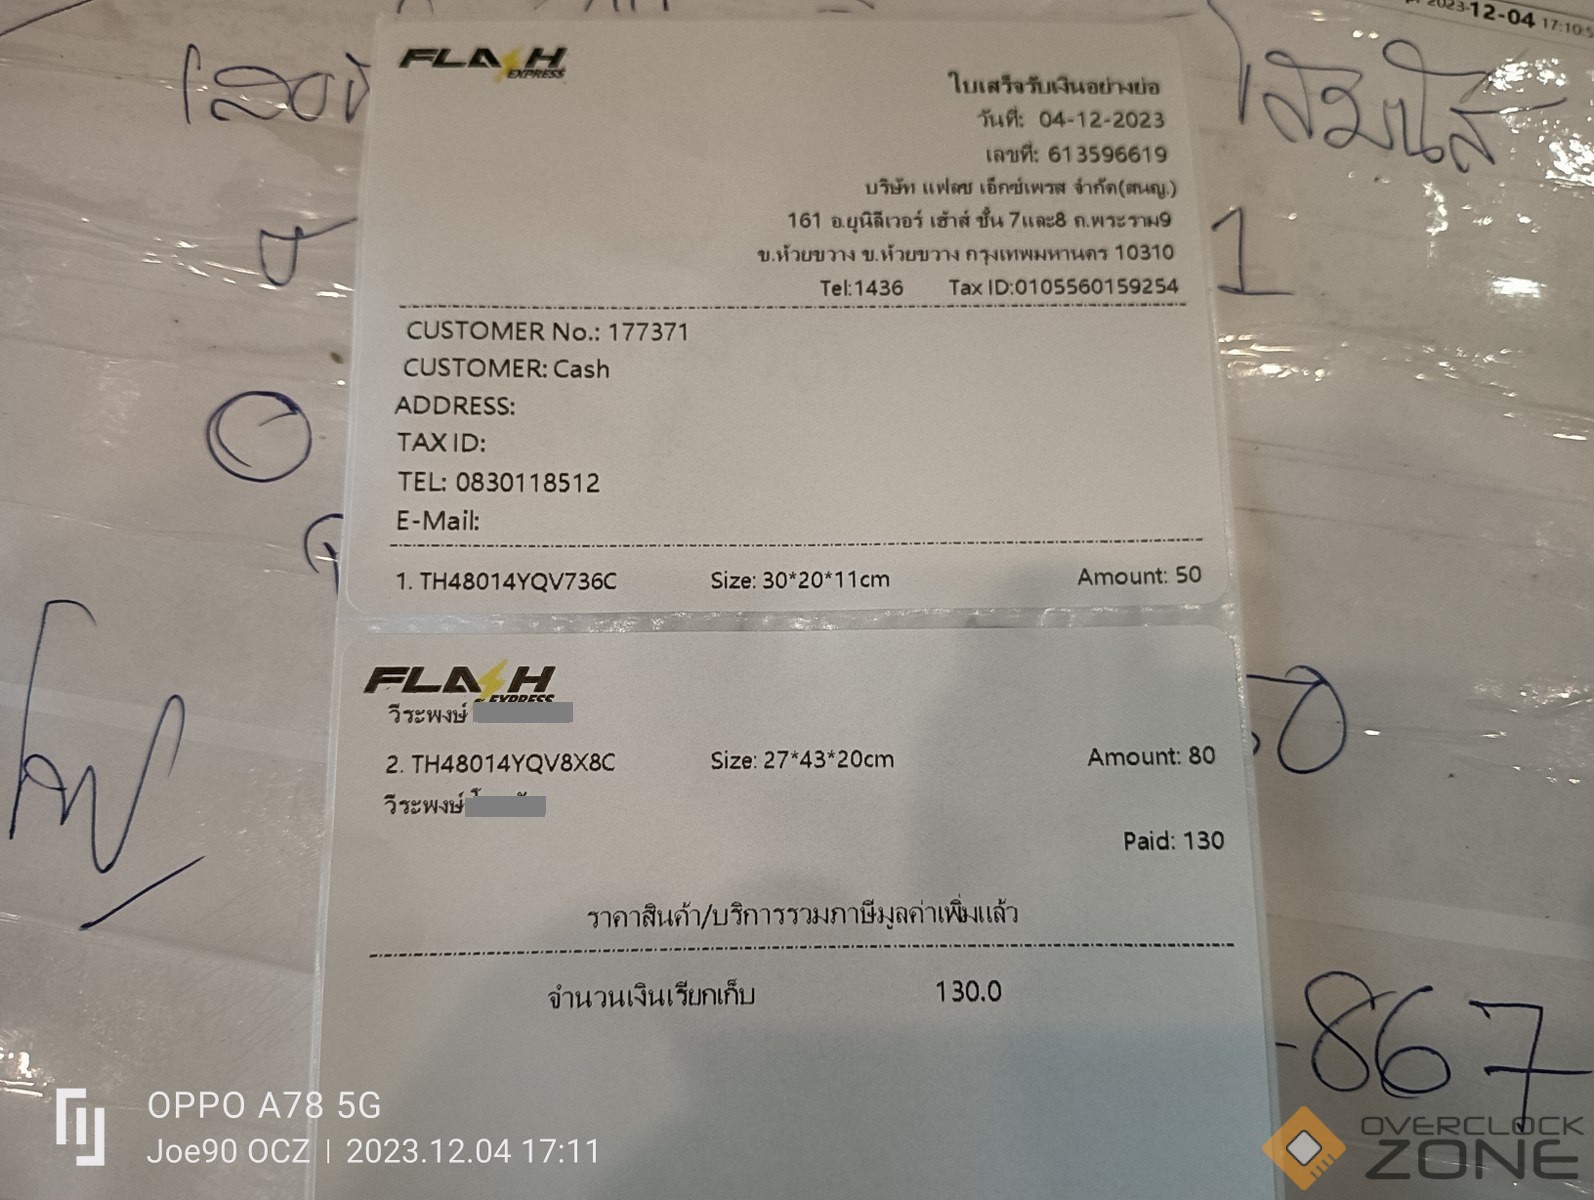 2023-12-04 17:10:5
FLASH EXPRESS
ใบเสร็จรับเงินอย่างย่อ
วันที่: 04-12-2023
เลขที่: 613596619
บริษัท แฟลช เอ็กซ์เพรส จำกัด(สนญ.)
161 อ.ยูนิลีเวอร์ เฮ้าส์ ชั้น 7และ8 ถ.พระราม9
ข.ห้วยขวาง ข.ห้วยขวาง กรุงเทพมหานคร 10310
Tel:1436 Tax ID:0105560159254
CUSTOMER No.: 177371
CUSTOMER: Cash
ADDRESS:
TAX ID:
TEL: 0830118512
E-Mail:
1. TH48014YQV736C Size: 30*20*11cm Amount: 50
FLASH EXPRESS
วีระพงษ์
2. TH48014YQV8X8C Size: 27*43*20cm Amount: 80
วีระพงษ์
Paid: 130
ราคาสินค้า/บริการรวมภาษีมูลค่าเพิ่มแล้ว
จำนวนเงินเรียกเก็บ 130.0
1
0
-867
OPPO A78 5G
Joe90 OCZ | 2023.12.04 17:11
OVERCLOCK
ZONE